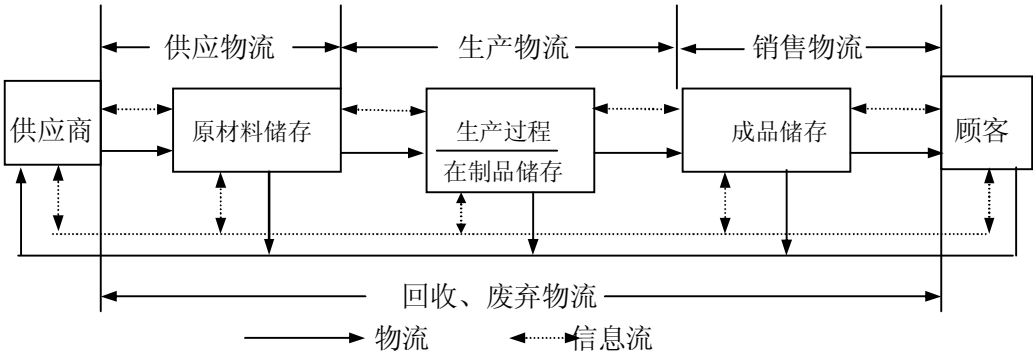 供应物流
生产物流
销售物流
供应商
原材料储存
生产过程
在制品储存
成品储存
顾客
回收、废弃物流
物流
信息流